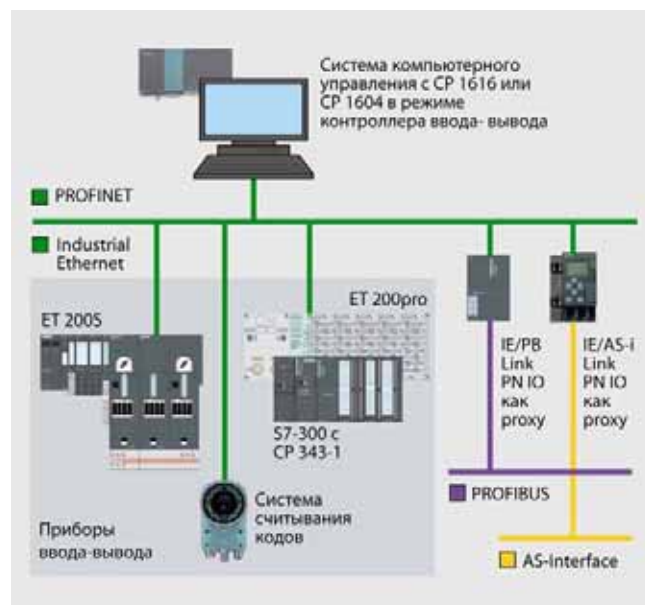 Система компьютерного
управления с CP 1616 или
CP 1604 в режиме
контроллера ввода- вывода
PROFINET
Industrial
Ethernet
ET 200S
ET 200pro
S7-300 с
CP 343-1
Система
считывания
кодов
Приборы
ввода-вывода
IE/PB
Link
PN IO
как
proxy
IE/AS-i
Link
PN IO
как
proxy
PROFIBUS
AS-Interface